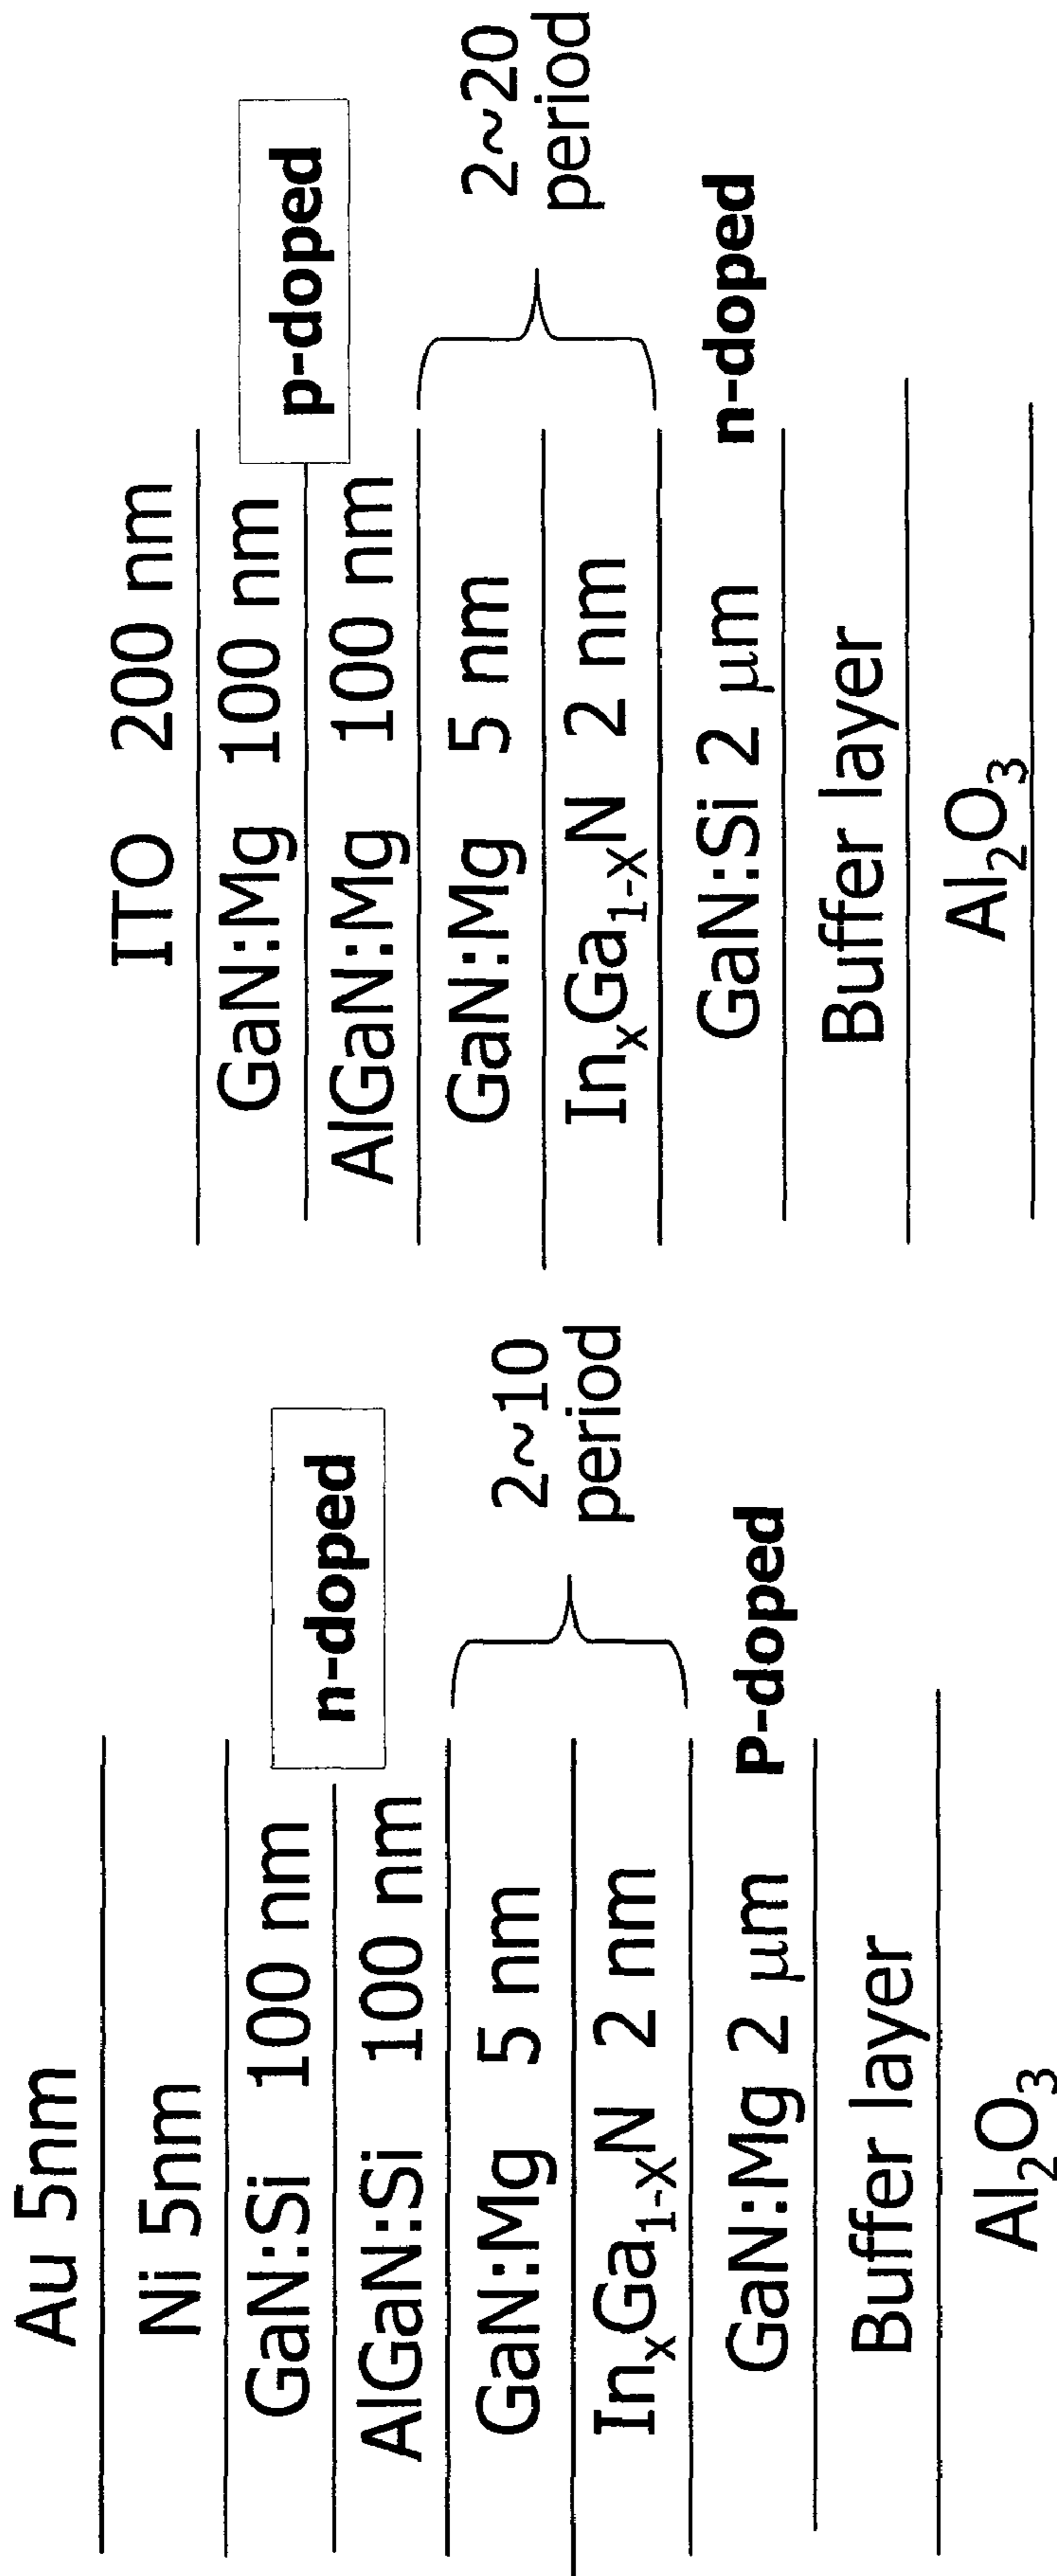 Au 5nm
Ni 5nm
GaN:Si 100 nm
n-doped
AlGaN:Si 100 nm
GaN:Mg 5 nm
2~10
period
InₓGa₁₋ₓN 2 nm
GaN:Mg 2 μm
P-doped
Buffer layer
Al₂O₃
ITO 200 nm
GaN:Mg 100 nm
p-doped
AlGaN:Mg 100 nm
GaN:Mg 5 nm
2~20
period
InₓGa₁₋ₓN 2 nm
GaN:Si 2 μm
n-doped
Buffer layer
Al₂O₃